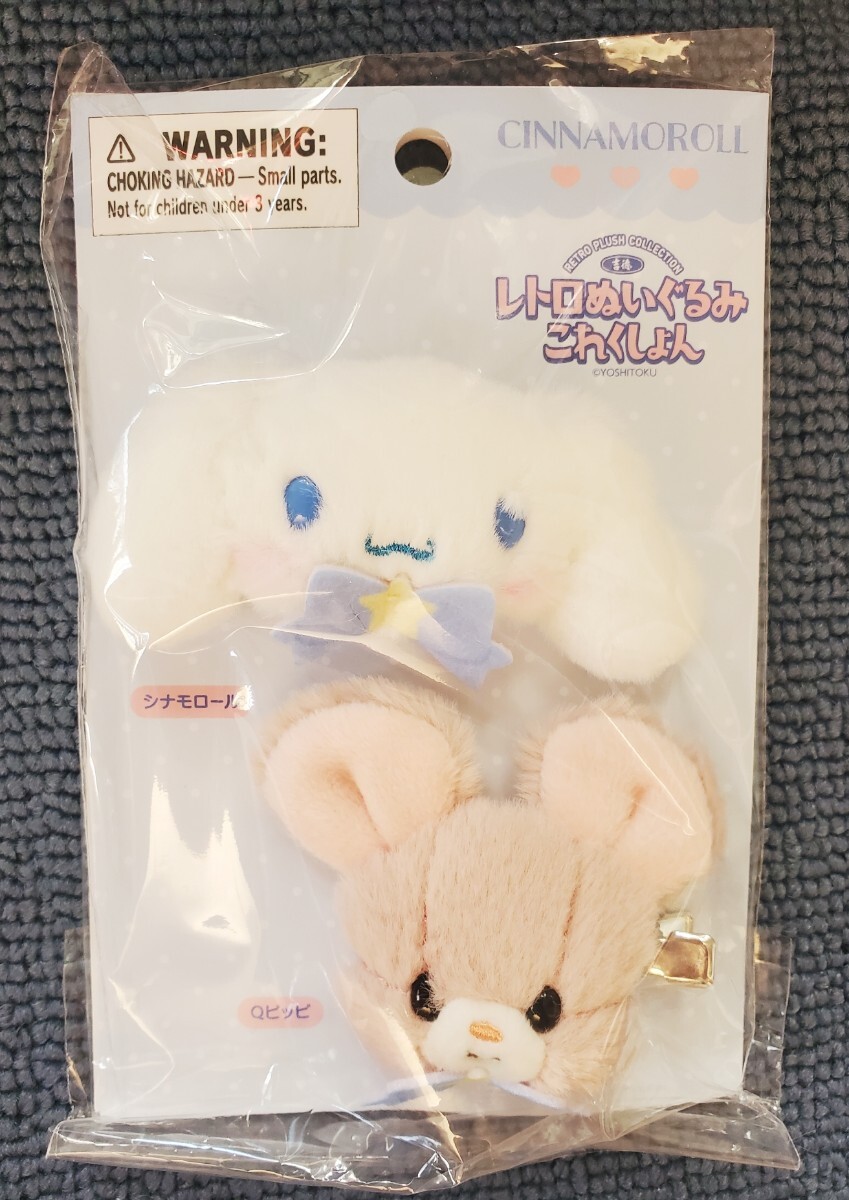 WARNING:
CHOKING HAZARD — Small parts.
Not for children under 3 years.
CINNAMOROLL
RETRO PLUSH COLLECTION
吉徳
レトロぬいぐるみ
これくしょん
©YOSHITOKU
シナモロール
Qピッピ